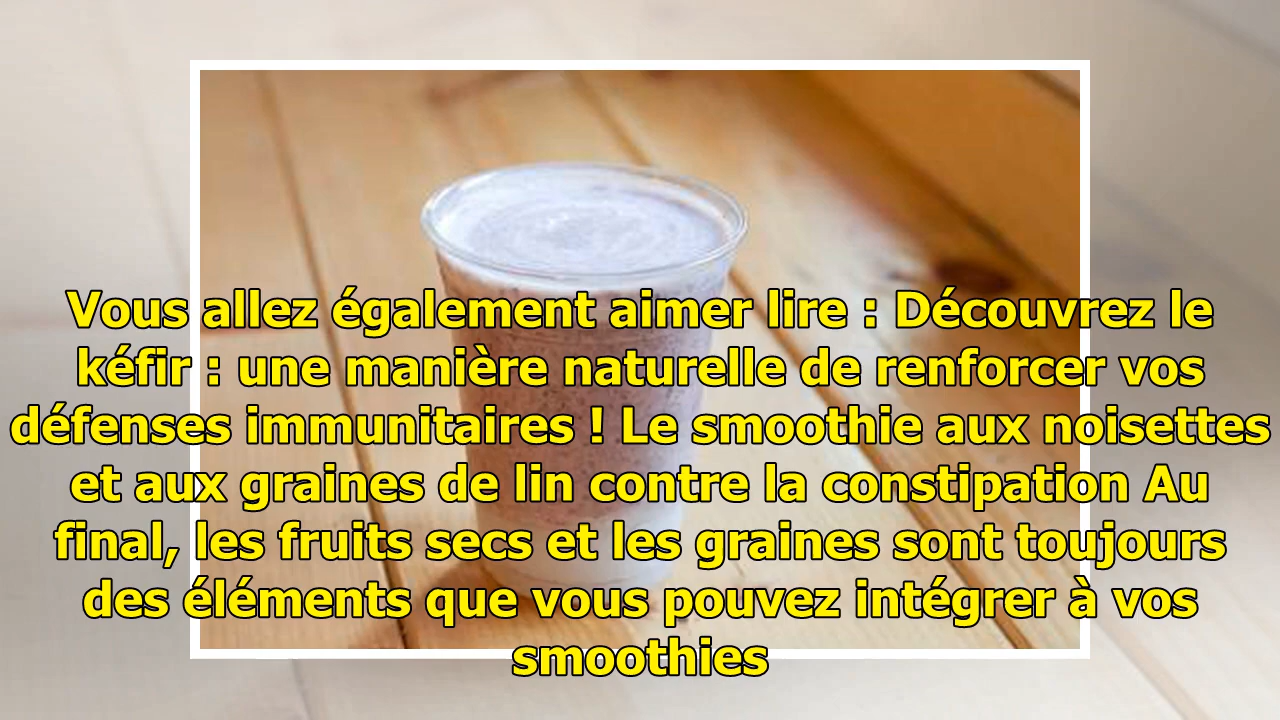 Vous allez également aimer lire : Découvrez le
kéfir : une manière naturelle de renforcer vos
défenses immunitaires ! Le smoothie aux noisettes
et aux graines de lin contre la constipation Au
final, les fruits secs et les graines sont toujours
des éléments que vous pouvez intégrer à vos
smoothies